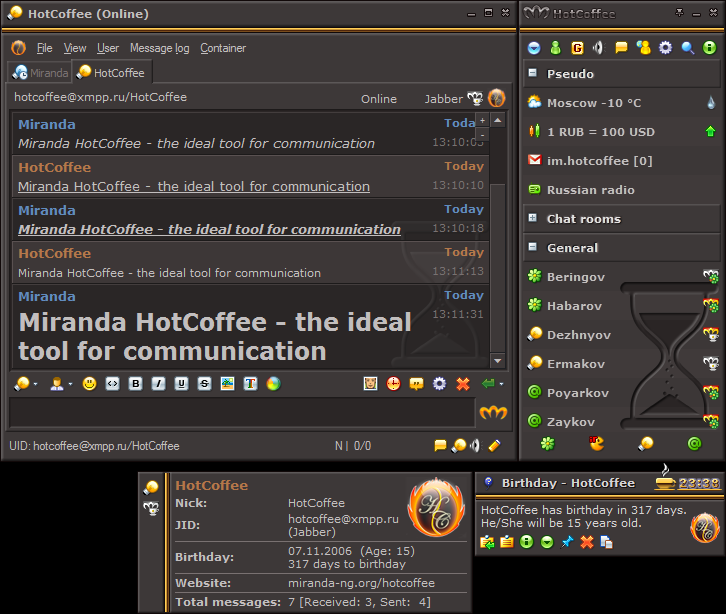 HotCoffee (Online)
File View User Message log Container
Miranda HotCoffee
hotcoffee@xmpp.ru/HotCoffee Online Jabber
Miranda Today
Miranda HotCoffee - the ideal tool for communication 13:10:03
HotCoffee Today
Miranda HotCoffee - the ideal tool for communication 13:10:10
Miranda Today
Miranda HotCoffee - the ideal tool for communication 13:10:18
HotCoffee Today
Miranda HotCoffee - the ideal tool for communication 13:11:13
Miranda Today
Miranda HotCoffee - the ideal 13:11:31
tool for communication
UID: hotcoffee@xmpp.ru/HotCoffee N | 0/0
HotCoffee
Pseudo
Moscow -10 °C
1 RUB = 100 USD
im.hotcoffee [0]
Russian radio
Chat rooms
General
Beringov
Habarov
Dezhnyov
Ermakov
Poyarkov
Zaykov
HotCoffee
Nick: HotCoffee
JID: hotcoffee@xmpp.ru
(Jabber)
Birthday: 07.11.2006 (Age: 15)
317 days to birthday
Website: miranda-ng.org/hotcoffee
Total messages: 7 [Received: 3, Sent: 4]
Birthday - HotCoffee 23:38
HotCoffee has birthday in 317 days.
He/She will be 15 years old.